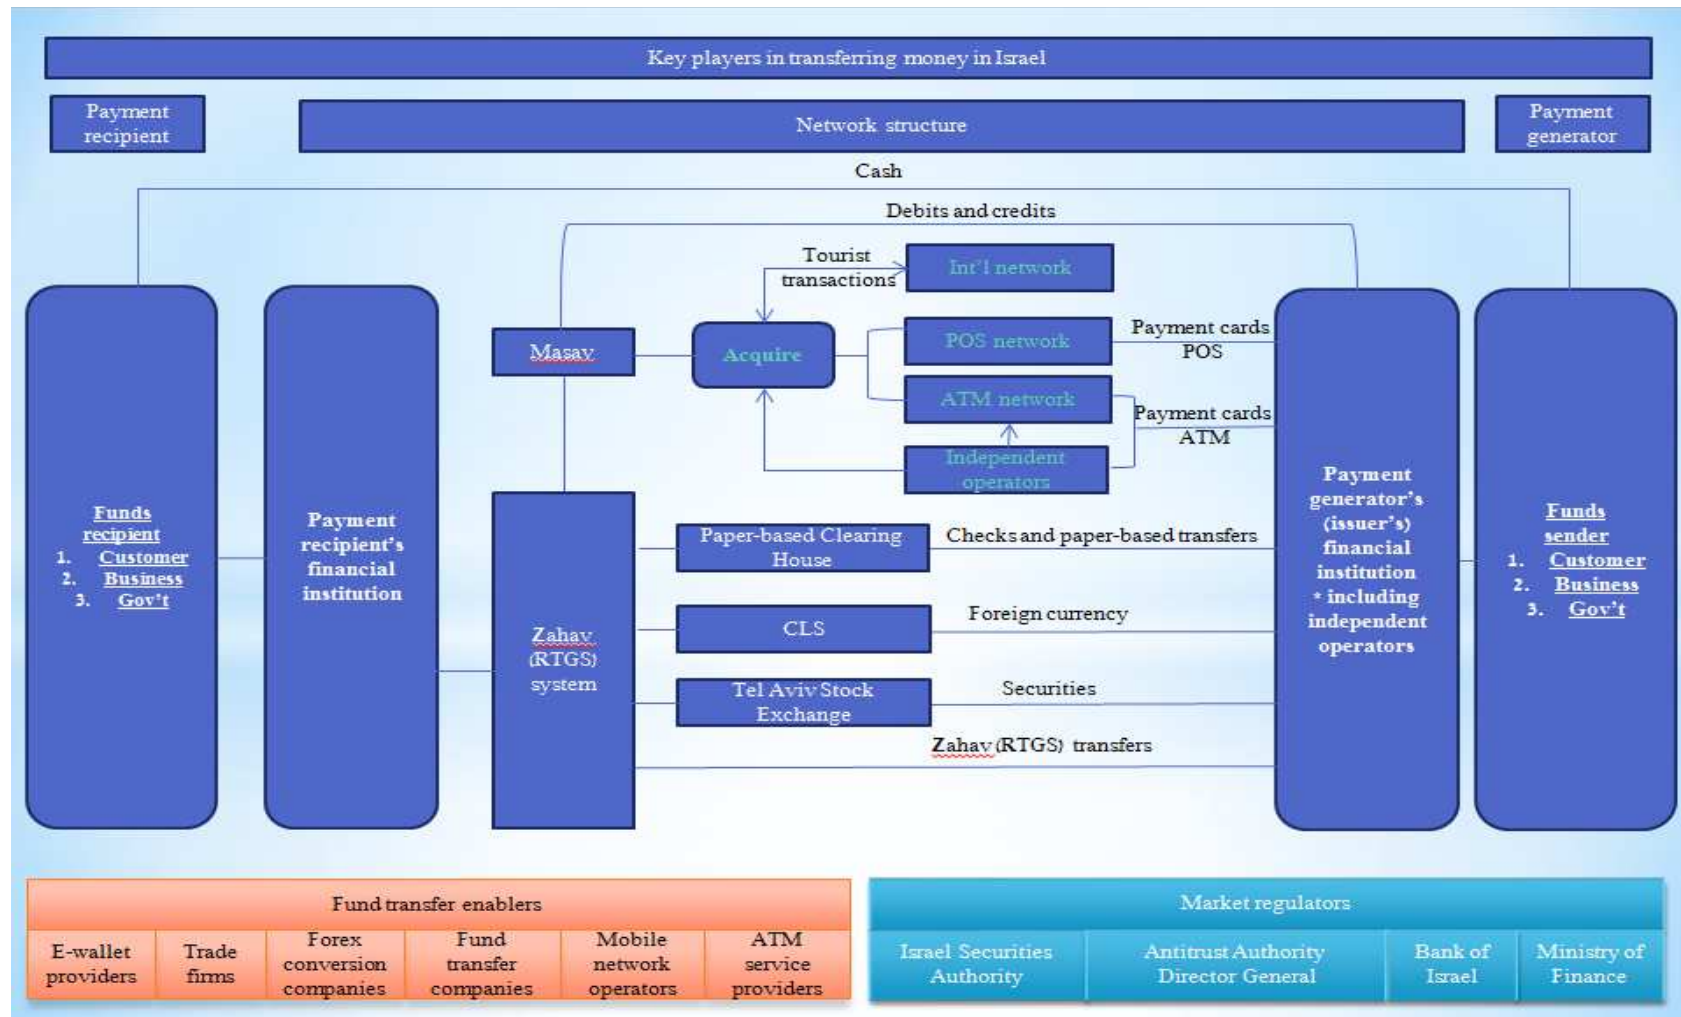 Key players in transferring money in Israel
Payment
recipient
Network structure
Payment
generator
Cash
Debits and credits
Tourist
transactions
Int'l network
Masav
Acquire
POS network
Payment cards
POS
ATM network
Payment cards
ATM
Independent
operators
Funds
recipient
1. Customer
2. Business
3. Gov't
Payment
recipient's
financial
institution
Zahav
(RTGS)
system
Paper-based Clearing
House
Checks and paper-based transfers
CLS
Foreign currency
Tel Aviv Stock
Exchange
Securities
Zahav (RTGS) transfers
Payment
generator's
(issuer's)
financial
institution
* including
independent
operators
Funds
sender
1. Customer
2. Business
3. Gov't
Fund transfer enablers
E-wallet
providers
Trade
firms
Forex
conversion
companies
Fund
transfer
companies
Mobile
network
operators
ATM
service
providers
Market regulators
Israel Securities
Authority
Antitrust Authority
Director General
Bank of
Israel
Ministry of
Finance